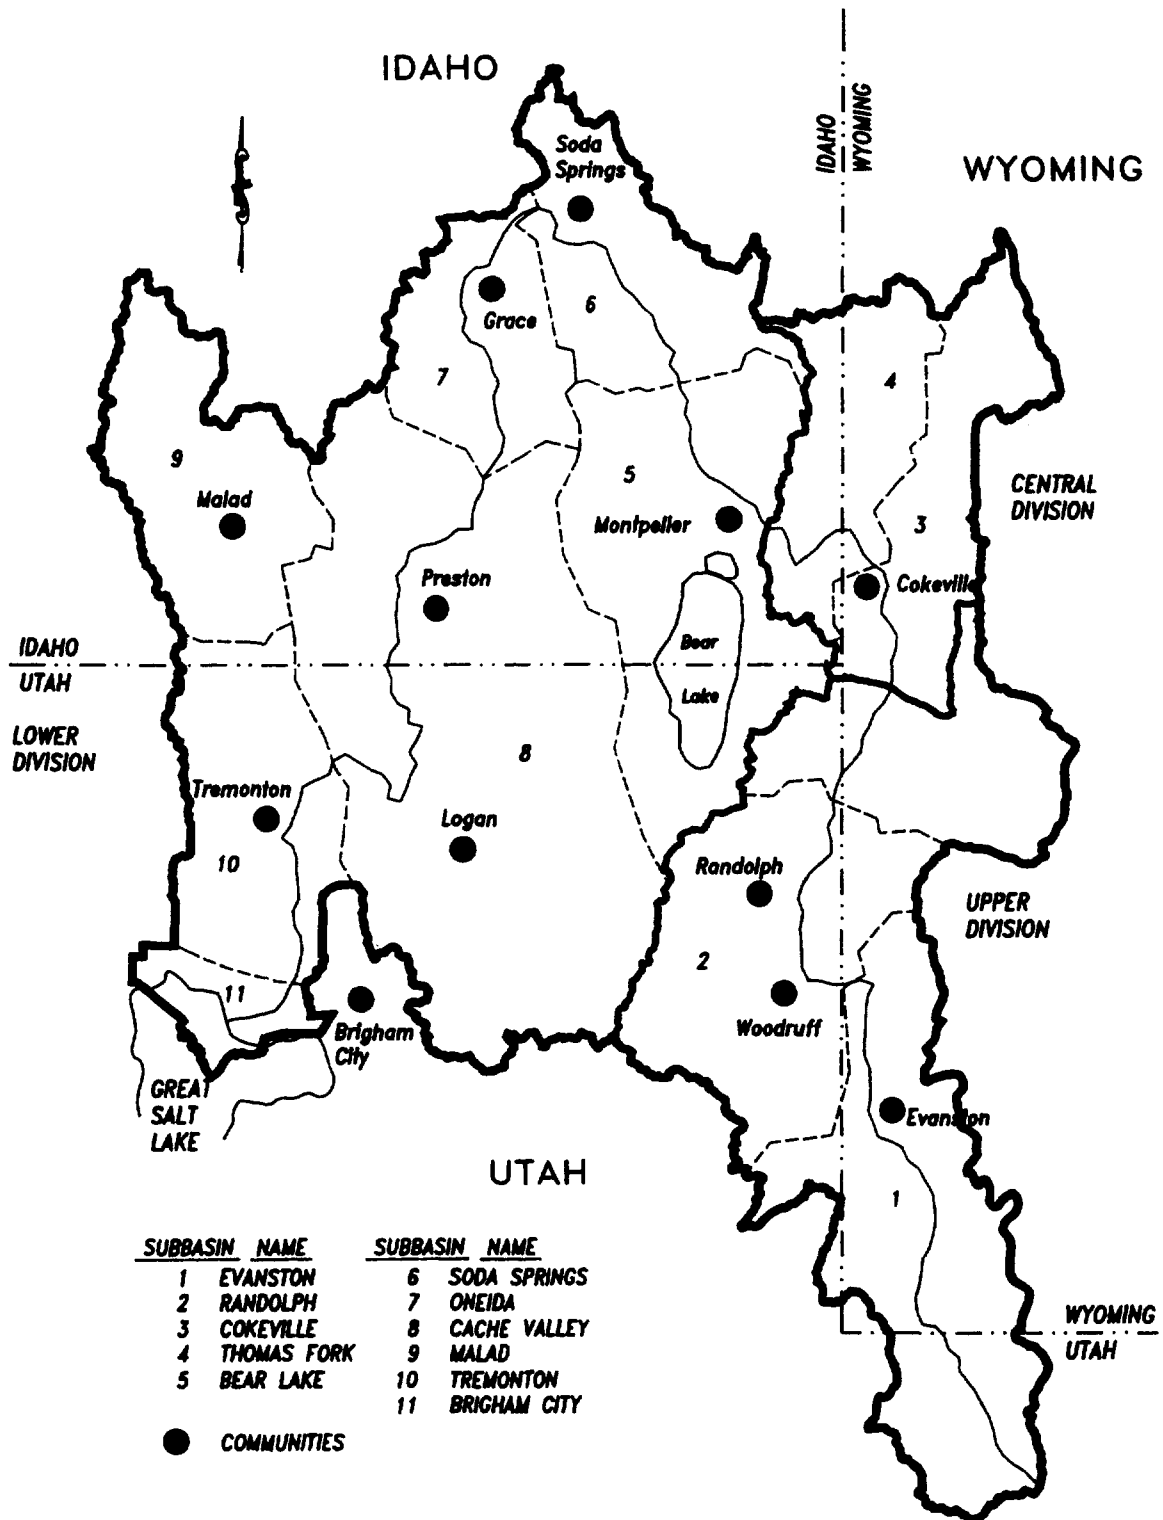 IDAHO
IDAHO
WYOMING
WYOMING
Soda
Springs
Grace
6
7
4
9
5
CENTRAL
DIVISION
Malad
Montpelier
3
Preston
Cokeville
Bear
Lake
IDAHO
UTAH
LOWER
DIVISION
8
Tremonton
Logan
10
Randolph
UPPER
DIVISION
2
11
Woodruff
Brigham
City
GREAT
SALT
LAKE
Evanston
UTAH
1
SUBBASIN NAME SUBBASIN NAME
1 EVANSTON 6 SODA SPRINGS
2 RANDOLPH 7 ONEIDA
3 COKEVILLE 8 CACHE VALLEY
4 THOMAS FORK 9 MALAD
5 BEAR LAKE 10 TREMONTON
11 BRIGHAM CITY
COMMUNITIES
WYOMING
UTAH